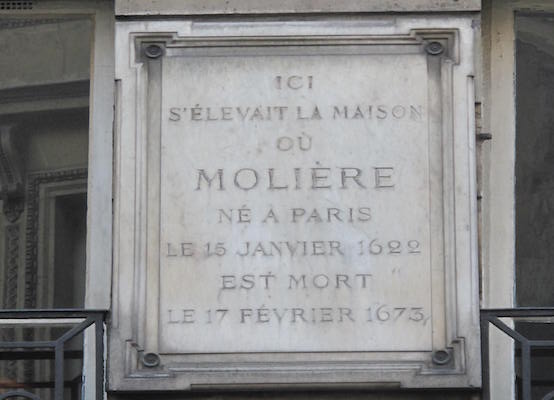 ICI
S'ÉLEVAIT LA MAISON
OÙ
MOLIÈRE
NÉ A PARIS
LE 15 JANVIER 1622
EST MORT
LE 17 FÉVRIER 1673